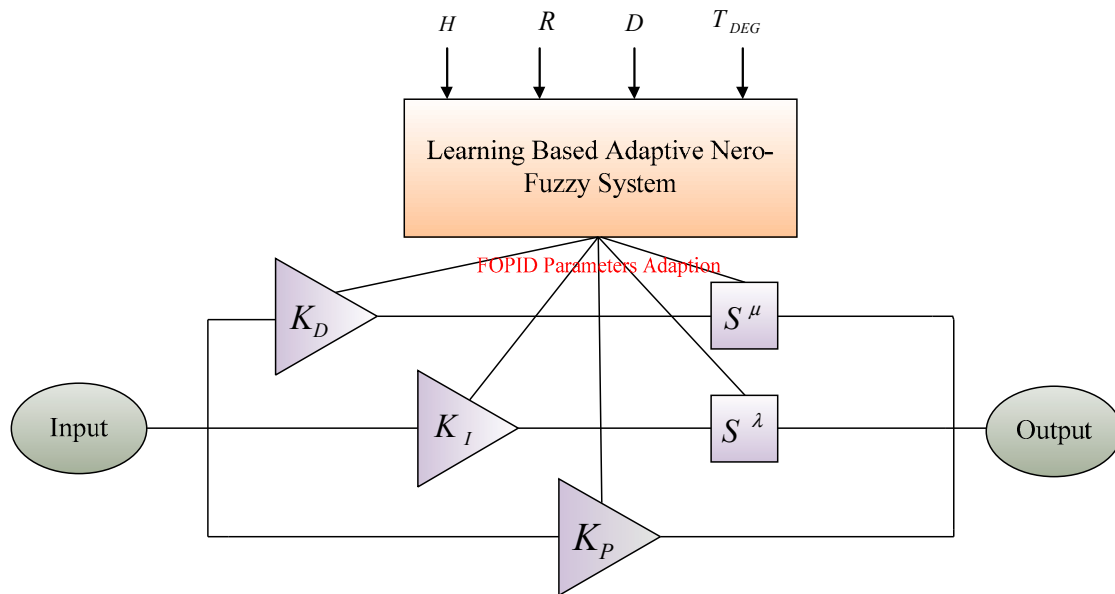 H R D T DEG
Learning Based Adaptive Nero-
Fuzzy System
FOPID Parameters Adaption
K D
S μ
Input
K I
S λ
Output
K P